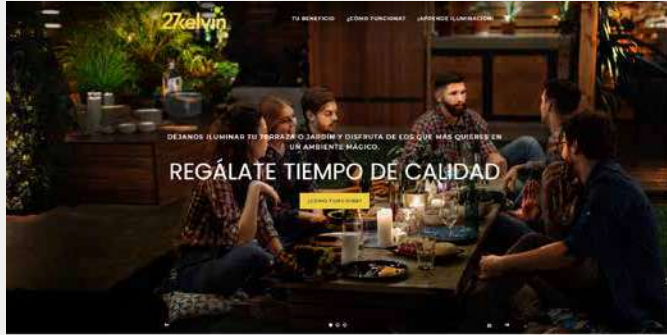 27kelvin
TU BENEFICIO ¿CÓMO FUNCIONA? ¡APRENDE ILUMINACIÓN!
DÉJANOS ILUMINAR TU TERRAZA O JARDÍN Y DISFRUTA DE LOS QUE MÁS QUIERES EN
UN AMBIENTE MÁGICO.
REGÁLATE TIEMPO DE CALIDAD
¿CÓMO FUNCIONA?